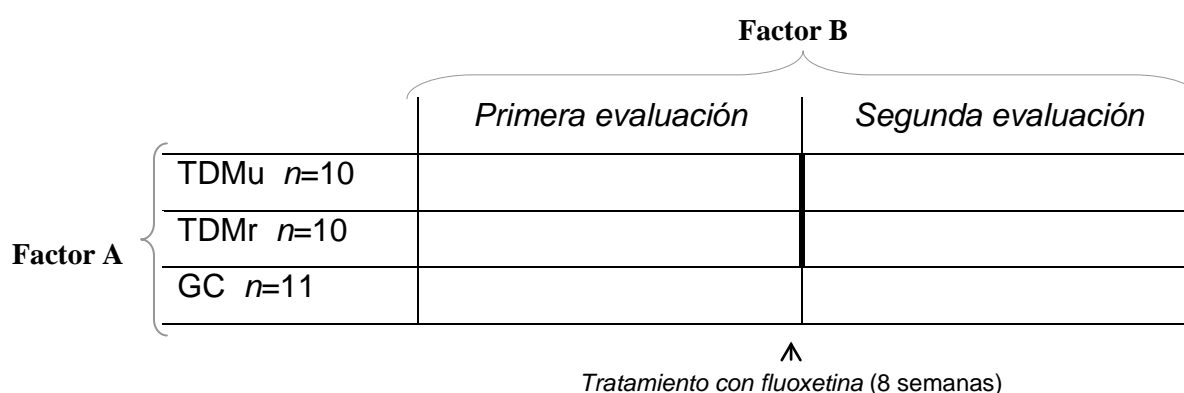 Factor B
Primera evaluación Segunda evaluación
TDMu n=10
TDMr n=10
Factor A
GC n=11
Tratamiento con fluoxetina (8 semanas)